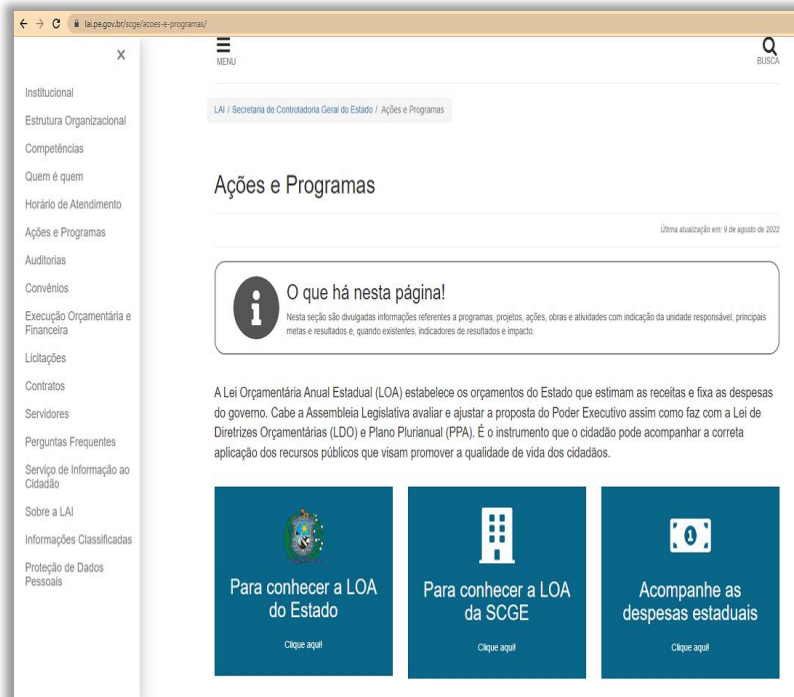 lai.pe.gov.br/scge/acoes-e-programas/
X
Institucional
Estrutura Organizacional
Competências
Quem é quem
Horário de Atendimento
Ações e Programas
Auditorias
Convênios
Execução Orçamentária e
Financeira
Licitações
Contratos
Servidores
Perguntas Frequentes
Serviço de Informação ao
Cidadão
Sobre a LAI
Informações Classificadas
Proteção de Dados
Pessoais
MENU
BUSCA
LAI / Secretaria de Controladoria Geral do Estado / Ações e Programas
Ações e Programas
Última atualização em: 9 de agosto de 2022
O que há nesta página!
Nesta seção são divulgadas informações referentes a programas, projetos, ações, obras e atividades com indicação da unidade responsável, principais
metas e resultados e, quando existentes, indicadores de resultados e impacto.
A Lei Orçamentária Anual Estadual (LOA) estabelece os orçamentos do Estado que estimam as receitas e fixa as despesas
do governo. Cabe a Assembleia Legislativa avaliar e ajustar a proposta do Poder Executivo assim como faz com a Lei de
Diretrizes Orçamentárias (LDO) e Plano Plurianual (PPA). É o instrumento que o cidadão pode acompanhar a correta
aplicação dos recursos públicos que visam promover a qualidade de vida dos cidadãos.
Para conhecer a LOA
do Estado
Clique aqui!
Para conhecer a LOA
da SCGE
Clique aqui!
1
Acompanhe as
despesas estaduais
Clique aqui!